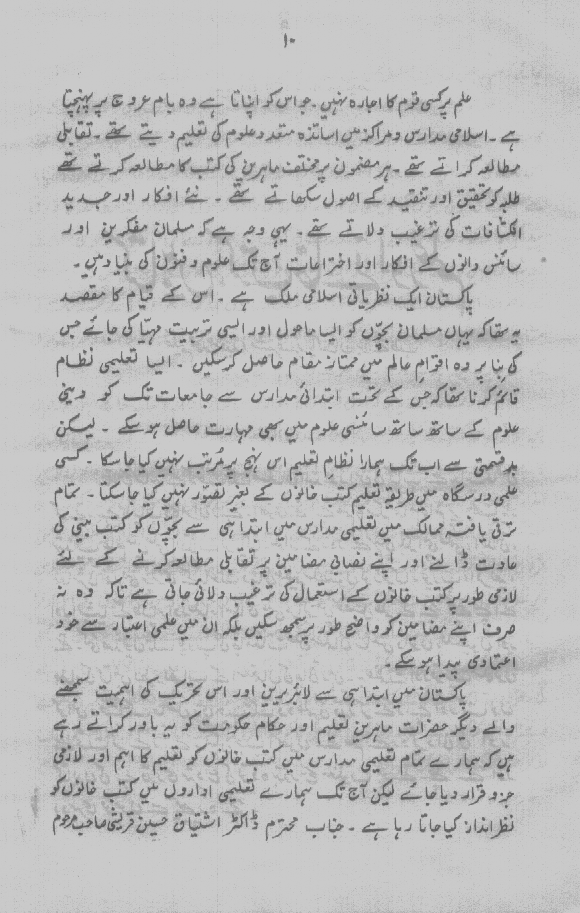 ۱۰
علم پر کسی قوم کا اجارہ نہیں۔ جو اس کو اپناتا ہے وہ بام عروج پر پہنچتا
ہے۔ اسلامی مدارس و مراکز میں اساتذہ متعدد علوم کی تعلیم دیتے تھے۔ تقابلی
مطالعہ کراتے تھے۔ ہر مضمون پر مختلف ماہرین کی کتب کا مطالعہ کرتے تھے
طلبہ کو تحقیق اور تنقید کے اصول سکھاتے تھے۔ نئے افکار اور جدید
انکشافات کی ترغیب دلاتے تھے۔ یہی وجہ ہے کہ مسلمان مفکرین اور
سائنس دانوں کے افکار اور اختراعات آج تک علوم و فنون کی بنیاد ہیں۔
پاکستان ایک نظریاتی اسلامی ملک ہے۔ اس کے قیام کا مقصد
یہ تھا کہ یہاں مسلمان بچوں کو ایسا ماحول اور ایسی تربیت مہیا کی جائے جس
کی بنا پر وہ اقوام عالم میں ممتاز مقام حاصل کر سکیں۔ ایسا تعلیمی نظام
قائم کرنا تھا کہ جس کے تحت ابتدائی مدارس سے جامعات تک کو دینی
علوم کے ساتھ ساتھ سائنسی علوم میں بھی مہارت حاصل ہو سکے۔ لیکن
بدقسمتی سے اب تک ہمارا نظام تعلیم اس نہج پر مرتب نہیں کیا جا سکا۔ کسی
علمی درسگاہ میں طریقہ تعلیم کتب خانوں کے بغیر تصور نہیں کیا جا سکتا۔ تمام
ترقی یافتہ ممالک میں تعلیمی مدارس میں ابتدا ہی سے بچوں کو کتب بینی کی
عادت ڈالنے اور اپنے نصابی مضامین پر تقابلی مطالعہ کرنے کے لئے
لازمی طور پر کتب خانوں کے استعمال کی ترغیب دلائی جاتی ہے تاکہ وہ نہ
صرف اپنے مضامین کو واضح طور پر سمجھ سکیں بلکہ ان میں علمی اعتبار سے خود
اعتمادی پیدا ہو سکے۔
پاکستان میں ابتدا ہی سے لائبریرین اور اس تحریک کی اہمیت سمجھنے
والے دیگر حضرات ماہرین تعلیم اور حکام حکومت کو یہ باور کراتے رہے
ہیں کہ ہمارے تمام تعلیمی مدارس میں کتب خانوں کو تعلیم کا اہم اور لازمی
جزو قرار دیا جائے لیکن آج تک ہمارے تعلیمی اداروں میں کتب خانوں کو
نظر انداز کیا جاتا رہا ہے۔ جناب محترم ڈاکٹر اشتیاق حسین قریشی صاحب مرحوم